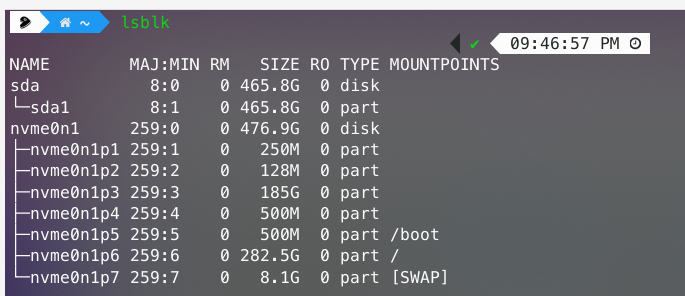 ~ lsblk
✔ 09:46:57 PM
NAME MAJ:MIN RM SIZE RO TYPE MOUNTPOINTS
sda 8:0 0 465.8G 0 disk
└─sda1 8:1 0 465.8G 0 part
nvme0n1 259:0 0 476.9G 0 disk
├─nvme0n1p1 259:1 0 250M 0 part
├─nvme0n1p2 259:2 0 128M 0 part
├─nvme0n1p3 259:3 0 185G 0 part
├─nvme0n1p4 259:4 0 500M 0 part
├─nvme0n1p5 259:5 0 500M 0 part /boot
├─nvme0n1p6 259:6 0 282.5G 0 part /
└─nvme0n1p7 259:7 0 8.1G 0 part [SWAP]